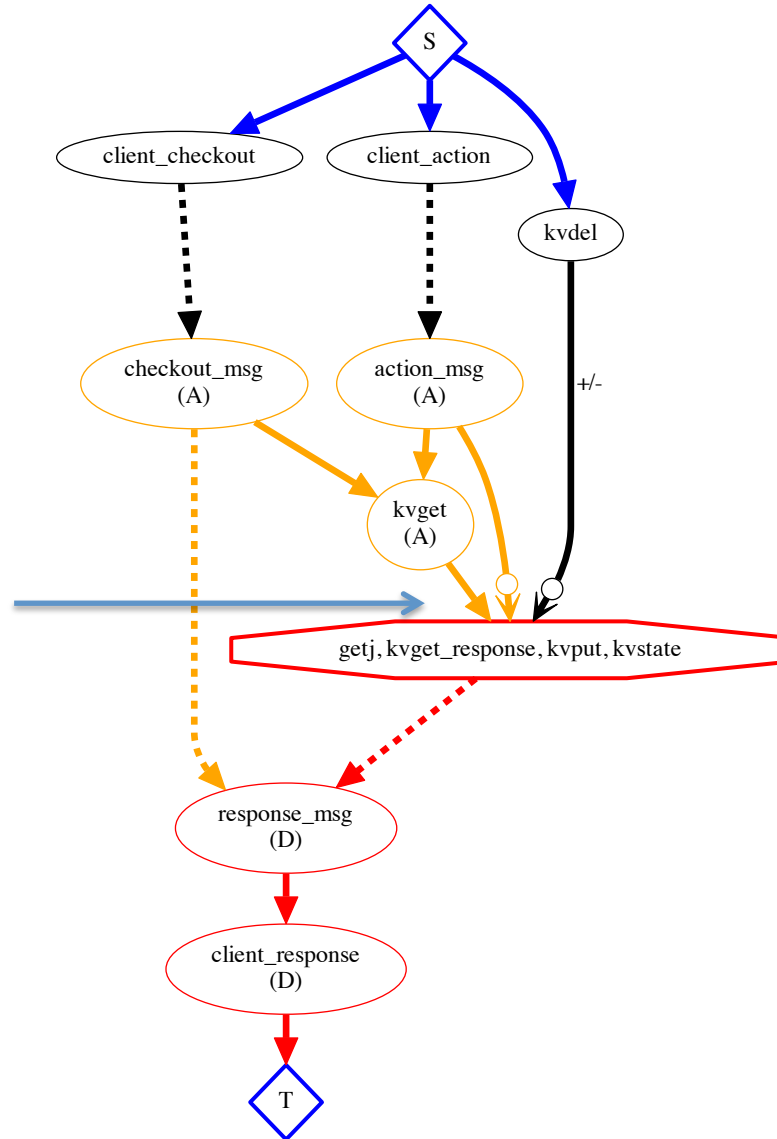 S
client_checkout
client_action
kvdel
checkout_msg
(A)
action_msg
(A)
+/-
kvget
(A)
getj, kvget_response, kvput, kvstate
response_msg
(D)
client_response
(D)
T